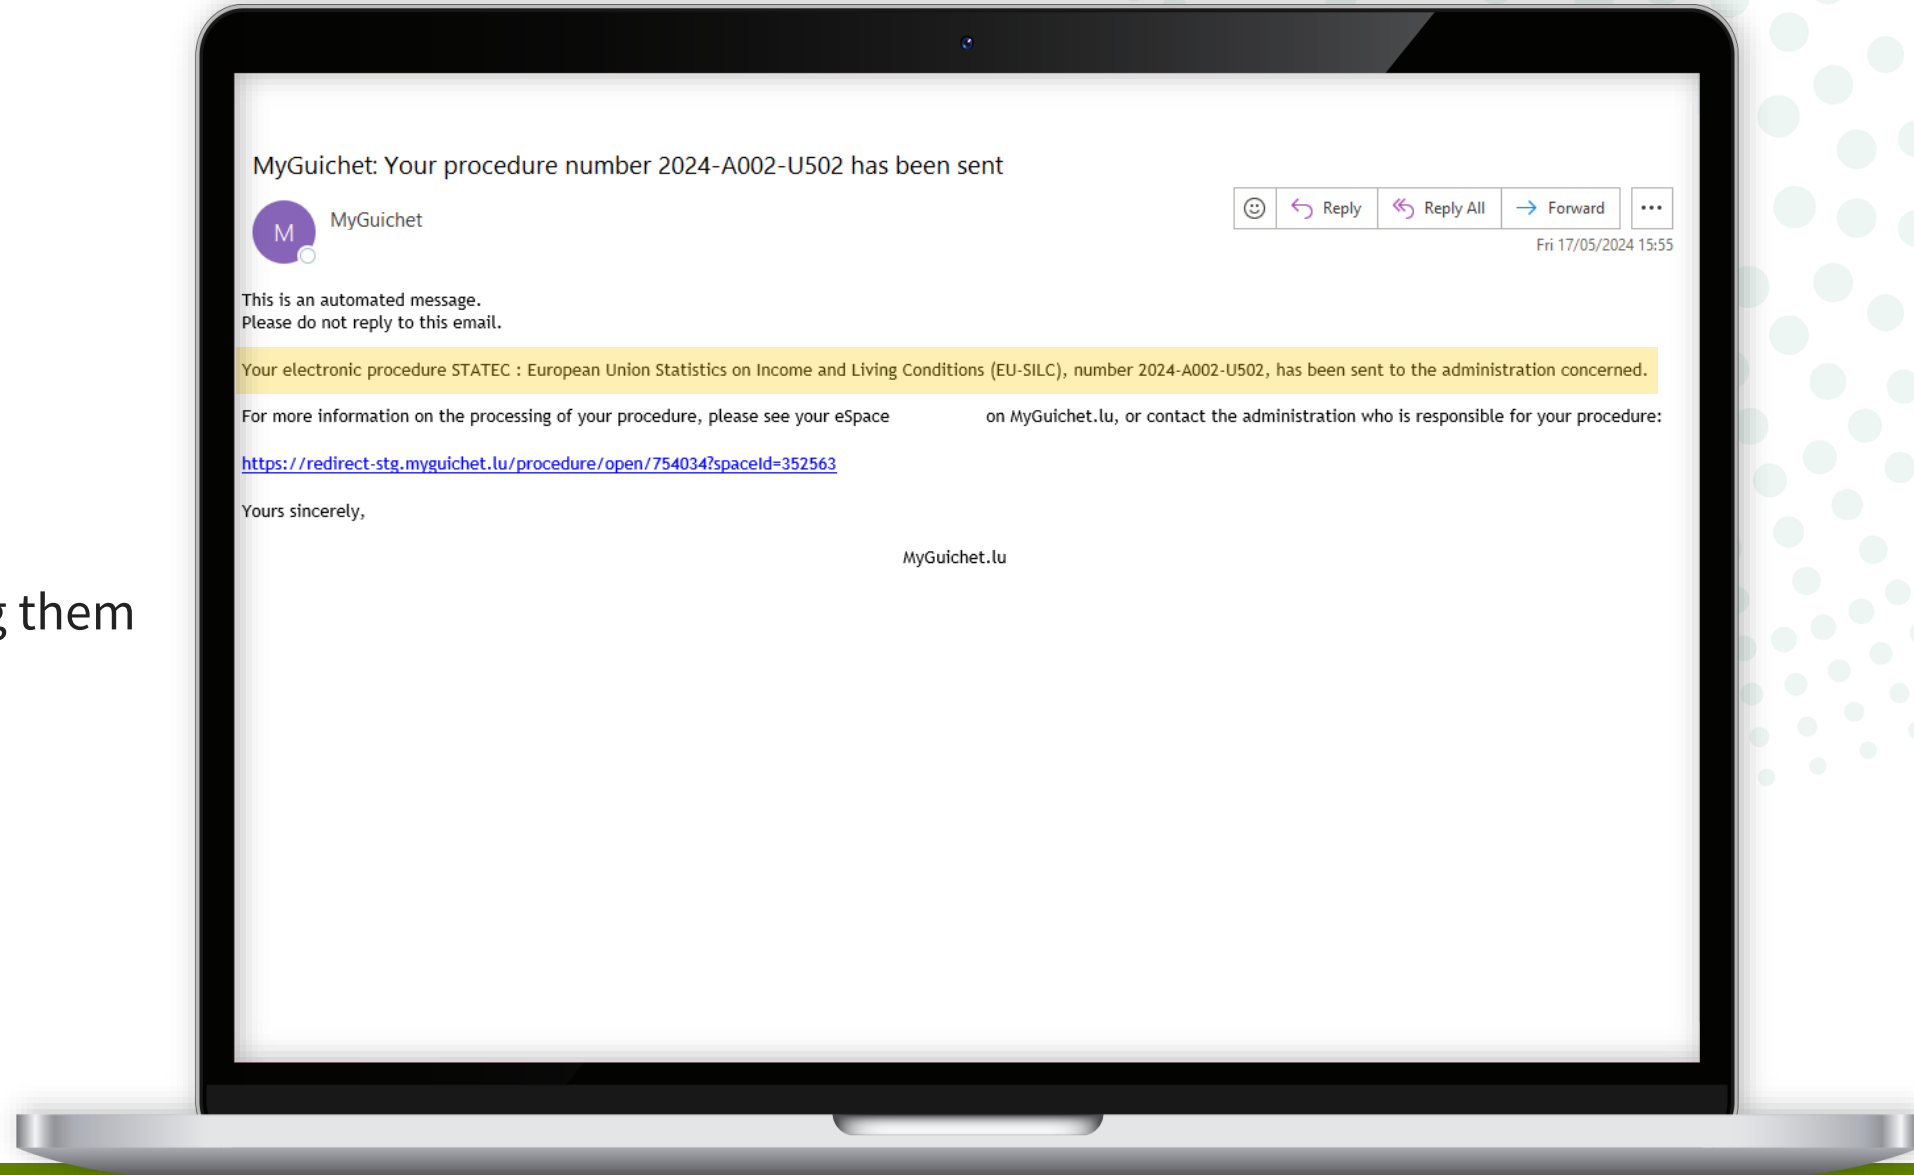 MyGuichet: Your procedure number 2024-A002-U502 has been sent
M
MyGuichet
Reply
Reply All
Forward
Fri 17/05/2024 15:55
This is an automated message.
Please do not reply to this email.
Your electronic procedure STATEC : European Union Statistics on Income and Living Conditions (EU-SILC), number 2024-A002-U502, has been sent to the administration concerned.
For more information on the processing of your procedure, please see your eSpace on MyGuichet.lu, or contact the administration who is responsible for your procedure:
https://redirect-stg.myguichet.lu/procedure/open/754034?spaceId=352563
Yours sincerely,
MyGuichet.lu
them